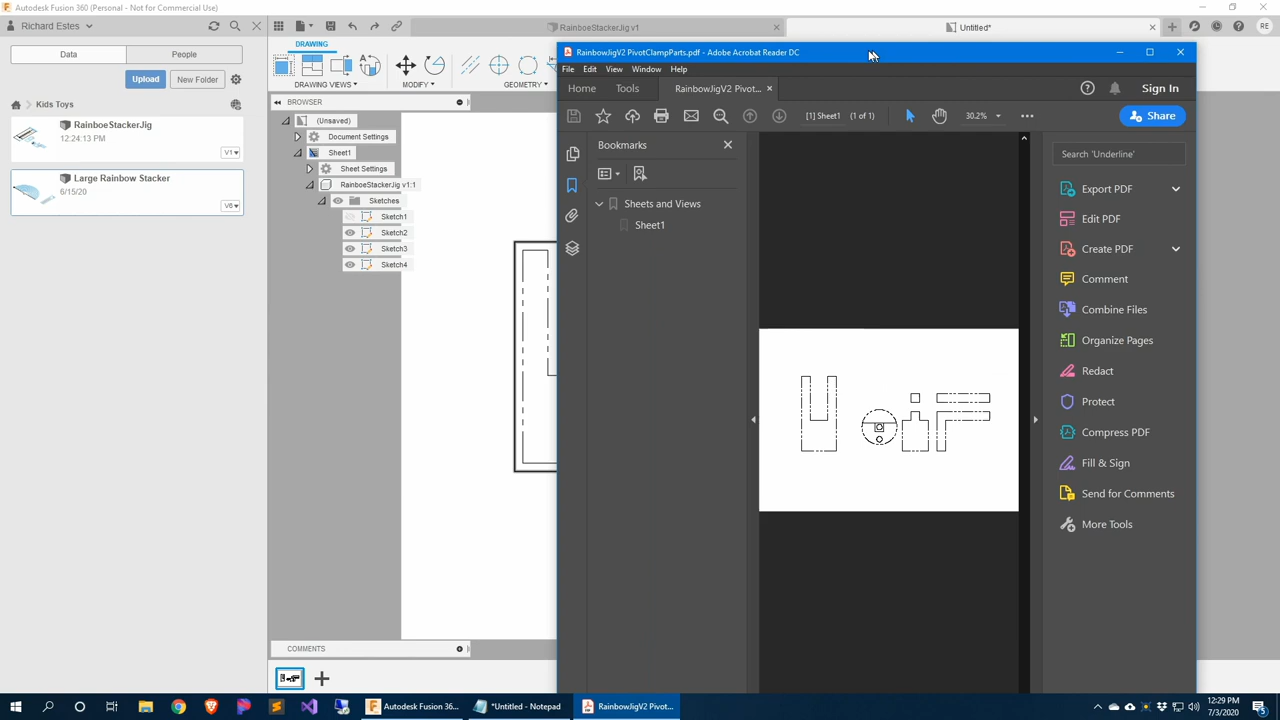 Autodesk Fusion 360 (Personal - Not for Commercial Use)
Richard Estes
RainboeStackerJig v1
Untitled*
RE
Data
People
Upload
New Folder
Kids Toys
RainboeStackerJig
12:24:13 PM
V1
Large Rainbow Stacker
6/15/20
V6
DRAWING
DRAWING VIEWS
MODIFY
GEOMETRY
BROWSER
(Unsaved)
Document Settings
Sheet1
Sheet Settings
RainboeStackerJig v1:1
Sketches
Sketch1
Sketch2
Sketch3
Sketch4
COMMENTS
RainbowJigV2 PivotClampParts.pdf - Adobe Acrobat Reader DC
File Edit View Window Help
Home
Tools
RainbowJigV2 Pivot...
Sign In
[1] Sheet1 (1 of 1)
30.2%
Share
Bookmarks
Sheets and Views
Sheet1
Search 'Underline'
Export PDF
Edit PDF
Create PDF
Comment
Combine Files
Organize Pages
Redact
Protect
Compress PDF
Fill & Sign
Send for Comments
More Tools
Autodesk Fusion 36...
*Untitled - Notepad
RainbowJigV2 Pivot...
12:29 PM
7/3/2020
5